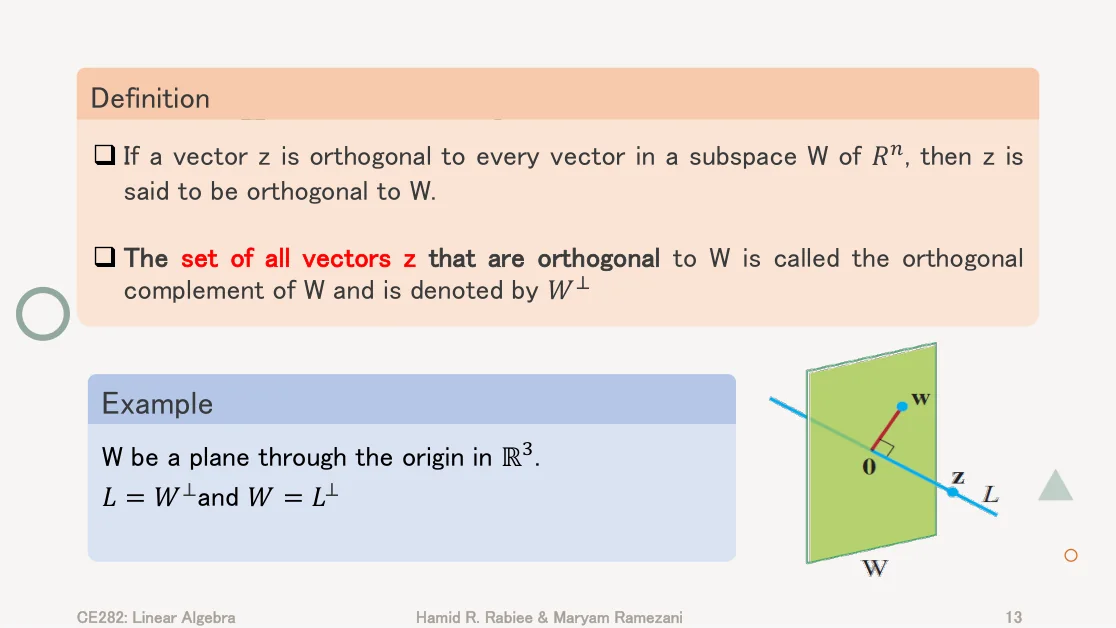 Definition
❑ If a vector z is orthogonal to every vector in a subspace W of 𝑅ⁿ, then z is
said to be orthogonal to W.
❑ The set of all vectors z that are orthogonal to W is called the orthogonal
complement of W and is denoted by 𝑊^⊥
Example
W be a plane through the origin in ℝ³.
𝐿 = 𝑊^⊥and 𝑊 = 𝐿^⊥
w
0
z
L
W
CE282: Linear Algebra
Hamid R. Rabiee & Maryam Ramezani
13